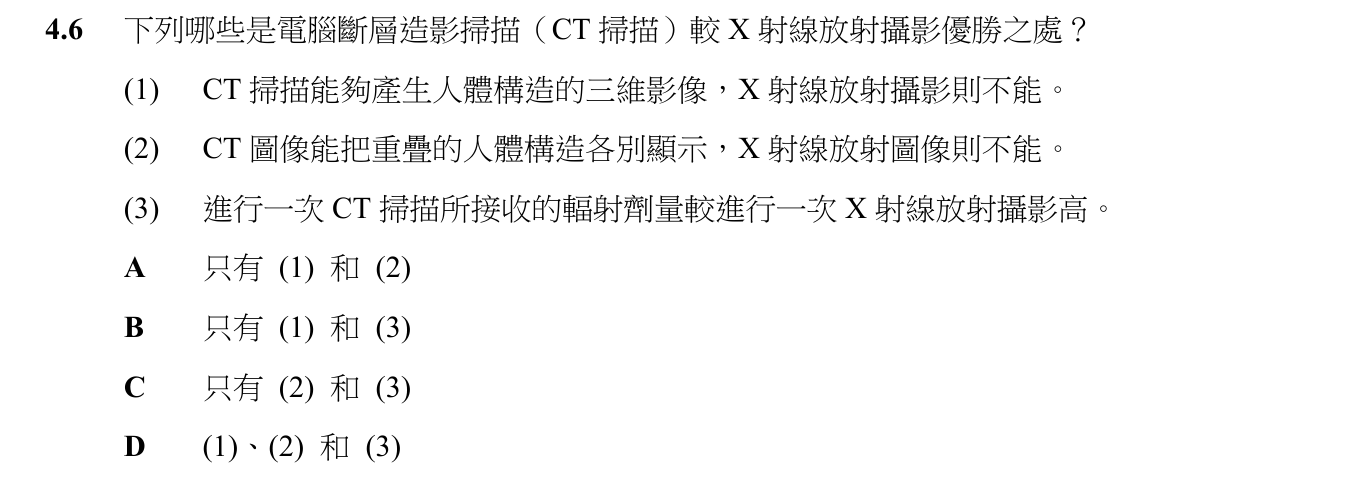 4.6 下列哪些是電腦斷層造影掃描（CT 掃描）較 X 射線放射攝影優勝之處？
(1) CT 掃描能夠產生人體構造的三維影像，X 射線放射攝影則不能。
(2) CT 圖像能把重疊的人體構造各別顯示，X 射線放射圖像則不能。
(3) 進行一次 CT 掃描所接收的輻射劑量較進行一次 X 射線放射攝影高。
A 只有 (1) 和 (2)
B 只有 (1) 和 (3)
C 只有 (2) 和 (3)
D (1)、(2) 和 (3)